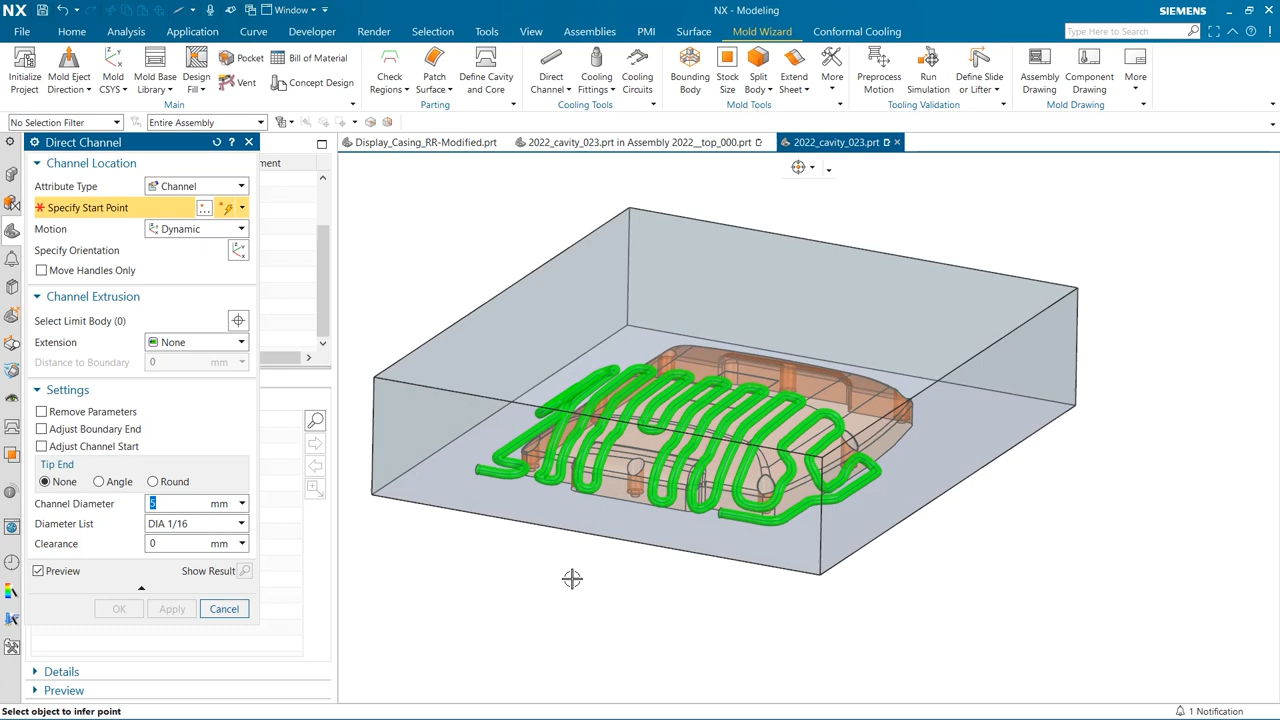 NX
Window
NX - Modeling
SIEMENS
File
Home
Analysis
Curve
Application
Developer
Render
Selection
Tools
View
Assemblies
PMI
Surface
Mold Wizard
Conformal Cooling
Type Here to Search
Initialize
Project
Mold Eject
Direction
Mold
CSYS
Mold Base
Library
Design
Fill
Pocket
Vent
Bill of Material
Concept Design
Check
Regions
Patch
Surface
Define Cavity
and Core
Direct
Channel
Cooling
Fittings
Cooling
Circuits
Bounding
Body
Stock
Size
Split
Body
Extend
Sheet
More
Preprocess
Motion
Run
Simulation
Define Slide
or Lifter
Assembly
Drawing
Component
Drawing
More
Main
Parting
Cooling Tools
Mold Tools
Tooling Validation
Mold Drawing
No Selection Filter
Entire Assembly
Direct Channel
Display_Casing_RR-Modified.prt
2022_cavity_023.prt in Assembly 2022__top_000.prt
2022_cavity_023.prt
Channel Location
ment
Attribute Type
Channel
* Specify Start Point
Motion
Dynamic
Specify Orientation
Move Handles Only
Channel Extrusion
Select Limit Body (0)
Extension
None
Distance to Boundary
0 mm
Settings
Remove Parameters
Adjust Boundary End
Adjust Channel Start
Tip End
None
Angle
Round
Channel Diameter
5 mm
Diameter List
DIA 1/16
Clearance
0 mm
Preview
Show Result
OK
Apply
Cancel
Details
Preview
Select object to infer point
1 Notification